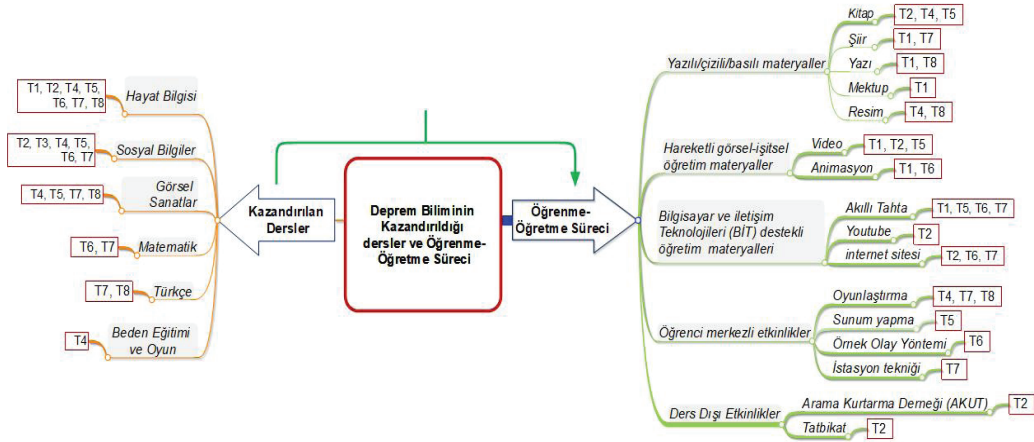 T1, T2, T4, T5,
T6, T7, T8
Hayat Bilgisi
T2, T3, T4, T5,
T6, T7
Sosyal Bilgiler
T4, T5, T7, T8
Görsel
Sanatlar
T6, T7
Matematik
T7, T8
Türkçe
T4
Beden Eğitimi
ve Oyun
Kazandırılan
Dersler
Deprem Biliminin
Kazandırıldığı
dersler ve Öğrenme-
Öğretme Süreci
Öğrenme-
Öğretme Süreci
Yazılı/çizili/basılı materyaller
Kitap
T2, T4, T5
Şiir
T1, T7
Yazı
T1, T8
Mektup
T1
Resim
T4, T8
Hareketli görsel-işitsel
öğretim materyaller
Video
T1, T2, T5
Animasyon
T1, T6
Bilgisayar ve iletişim
Teknolojileri (BİT) destekli
öğretim materyalleri
Akıllı Tahta
T1, T5, T6, T7
Youtube
T2
internet sitesi
T2, T6, T7
Öğrenci merkezli etkinlikler
Oyunlaştırma
T4, T7, T8
Sunum yapma
T5
Örnek Olay Yöntemi
T6
İstasyon tekniği
T7
Ders Dışı Etkinlikler
Arama Kurtarma Derneği (AKUT)
T2
Tatbikat
T2